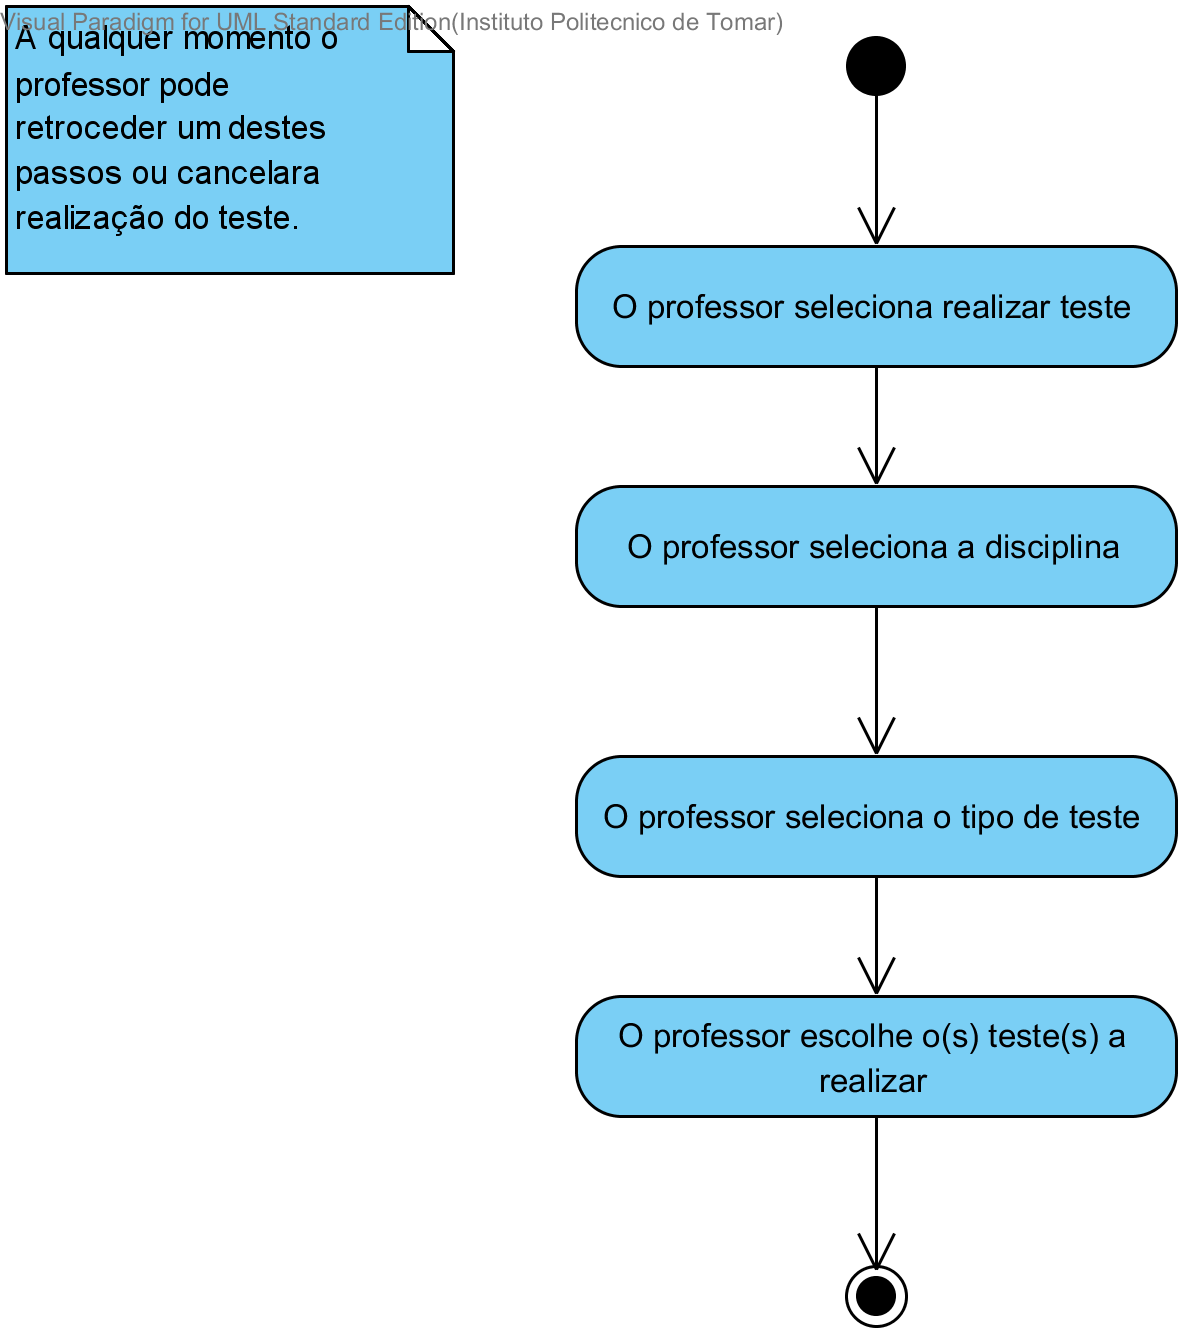 Visual Paradigm for UML Standard Edition(Instituto Politecnico de Tomar)
A qualquer momento o
professor pode
retroceder um destes
passos ou cancelara
realização do teste.
O professor seleciona realizar teste
O professor seleciona a disciplina
O professor seleciona o tipo de teste
O professor escolhe o(s) teste(s) a
realizar